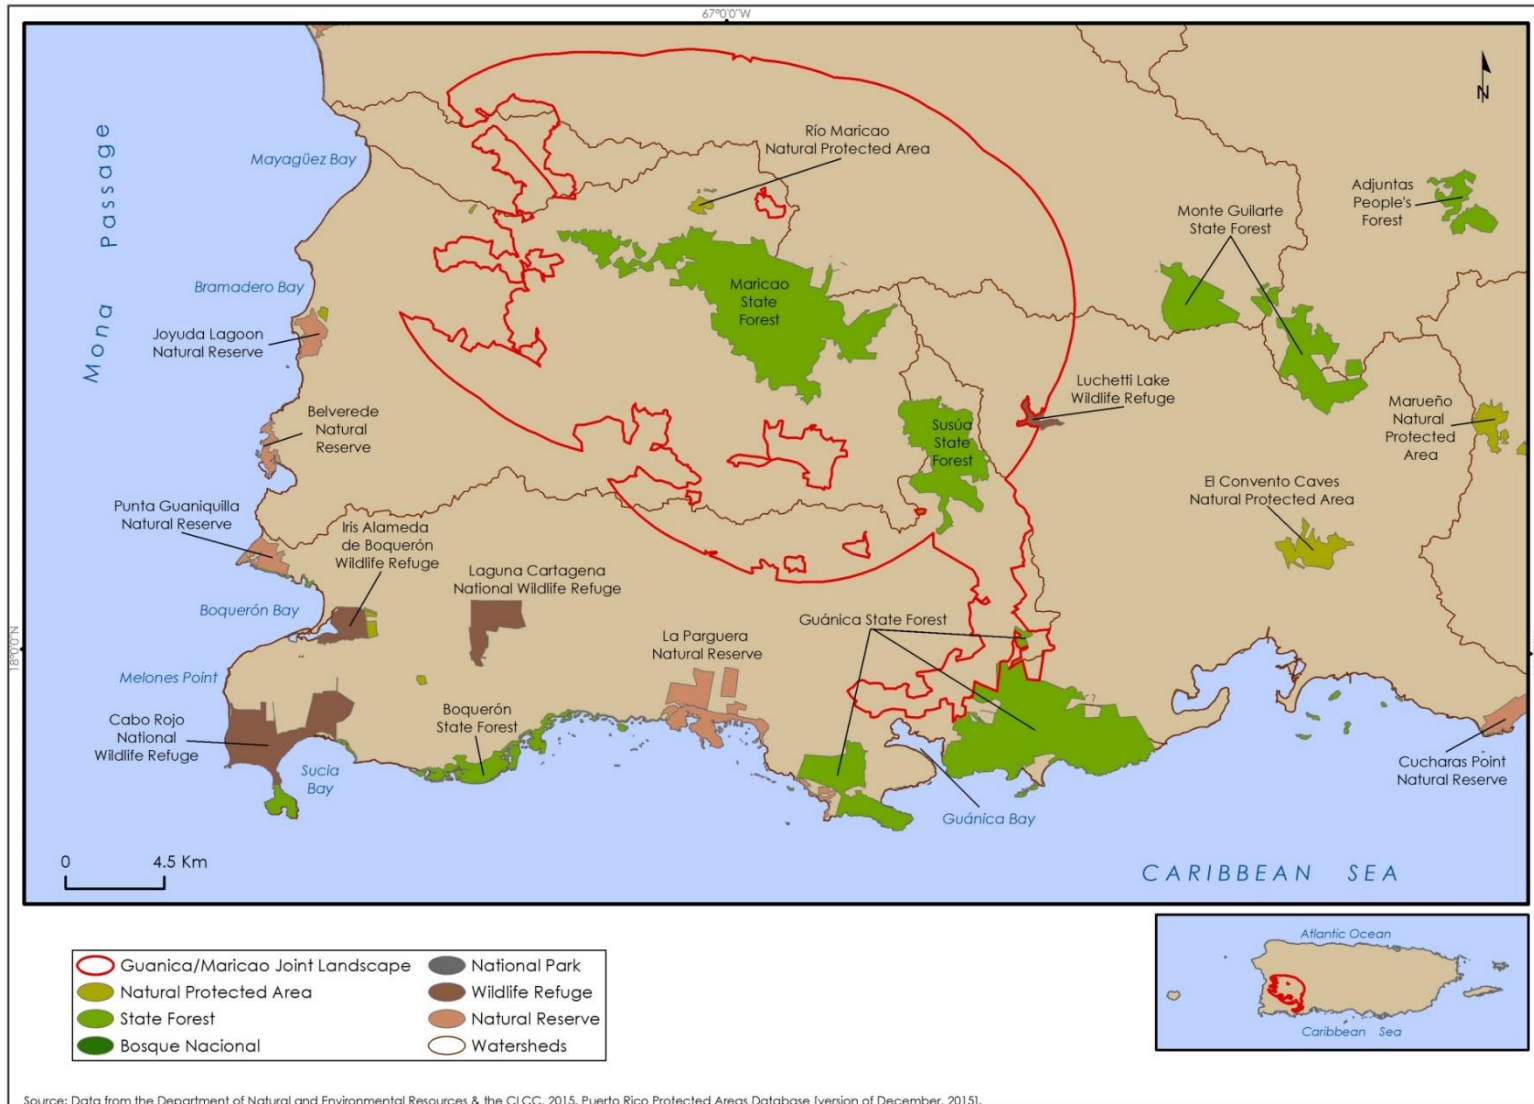 67°0'0"W
N
Río Maricao
Natural Protected Area
Mayagüez Bay
Mona Passage
Adjuntas
People's
Forest
Monte Guilarte
State Forest
Bramadero Bay
Maricao
State
Forest
Joyuda Lagoon
Natural Reserve
Luchetti Lake
Wildlife Refuge
Belverede
Natural
Reserve
Marueño
Natural
Protected
Area
Susúa
State
Forest
El Convento Caves
Natural Protected Area
Punta Guaniquilla
Natural Reserve
Iris Alameda
de Boquerón
Wildlife Refuge
Laguna Cartagena
National Wildlife Refuge
Boquerón Bay
Guánica State Forest
La Parguera
Natural Reserve
18°0'0"N
Melones Point
Cabo Rojo
National
Wildlife Refuge
Boquerón
State Forest
Sucia
Bay
Cucharas Point
Natural Reserve
Guánica Bay
0 4.5 Km
CARIBBEAN SEA
Guanica/Maricao Joint Landscape
Natural Protected Area
State Forest
Bosque Nacional
National Park
Wildlife Refuge
Natural Reserve
Watersheds
Atlantic Ocean
Caribbean Sea
Source: Data from the Department of Natural and Environmental Resources & the CLCC, 2015. Puerto Rico Protected Areas Database [version of December, 2015].